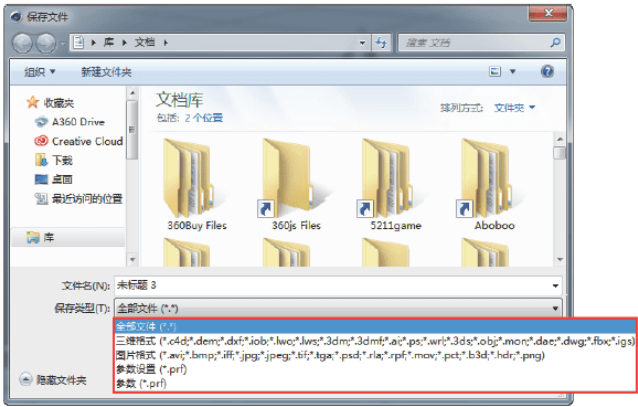 保存文件
库 文档
搜索 文档
组织 新建文件夹
收藏夹
A360 Drive
Creative Cloud
下载
桌面
最近访问的位置
库
文档库
包括: 2 个位置
排列方式: 文件夹
360Buy Files
360js Files
5211game
Aboboo
文件名(N): 未标题 3
保存类型(T): 全部文件 (*.*)
全部文件 (*.*)
三维格式 (*.c4d;*.dem;*.dxf;*.iob;*.lwo;*.lws;*.3dm;*.3dmf;*.ai;*.ps;*.wrl;*.3ds;*.obj;*.mon;*.dae;*.dwg;*.fbx;*.igs)
图片格式 (*.avi;*.bmp;*.iff;*.jpg;*.jpeg;*.tif;*.tga;*.psd;*.rla;*.rpf;*.mov;*.pct;*.b3d;*.hdr;*.png)
参数设置 (*.prf)
参数 (*.prf)
隐藏文件夹